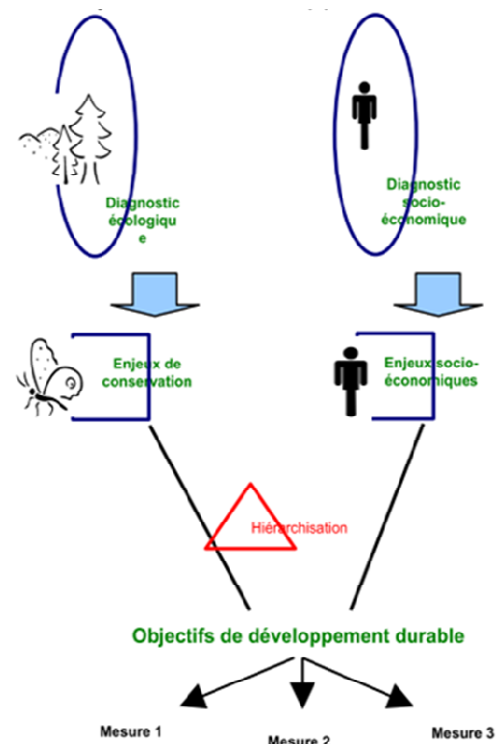 Diagnostic
écologiqu
e
Diagnostic
socio-
économique
Enjeux de
conservation
Enjeux socio-
économiques
Hiérarchisation
Objectifs de développement durable
Mesure 1
Mesure 2
Mesure 3